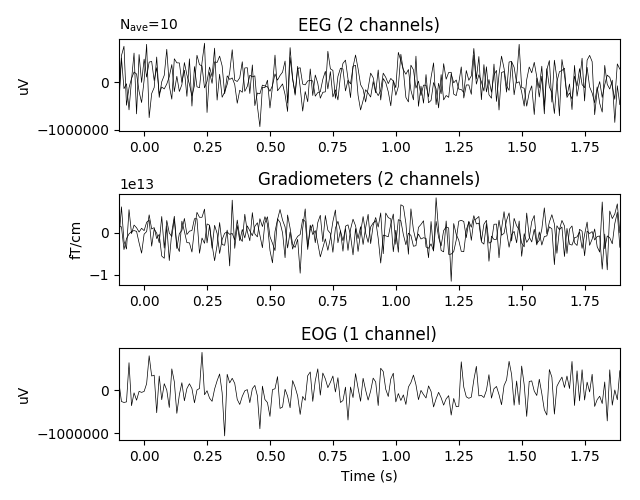 Nave=10
EEG (2 channels)
uV
0
−1000000
0.00 0.25 0.50 0.75 1.00 1.25 1.50 1.75
1e13
Gradiometers (2 channels)
fT/cm
0
−1
0.00 0.25 0.50 0.75 1.00 1.25 1.50 1.75
EOG (1 channel)
uV
0
−1000000
0.00 0.25 0.50 0.75 1.00 1.25 1.50 1.75
Time (s)